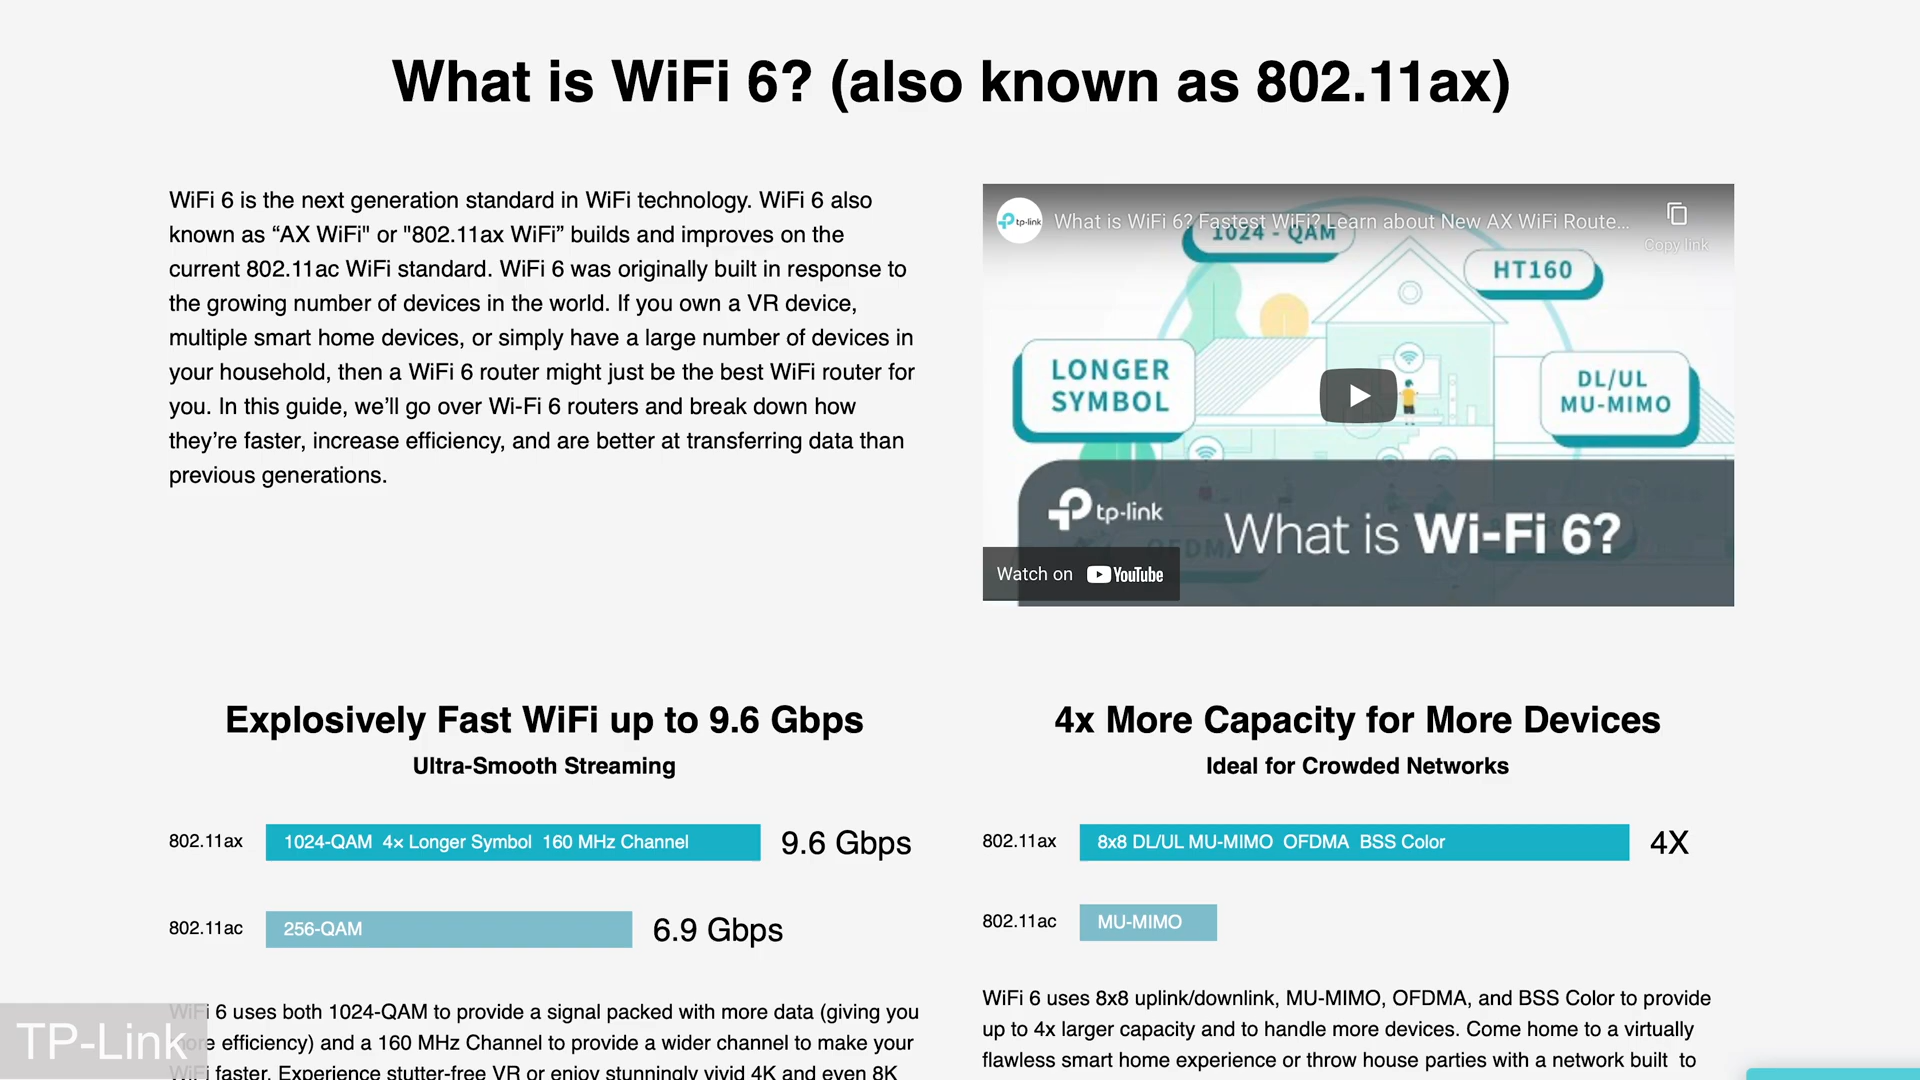 What is WiFi 6? (also known as 802.11ax)
WiFi 6 is the next generation standard in WiFi technology. WiFi 6 also
known as “AX WiFi" or "802.11ax WiFi” builds and improves on the
current 802.11ac WiFi standard. WiFi 6 was originally built in response to
the growing number of devices in the world. If you own a VR device,
multiple smart home devices, or simply have a large number of devices in
your household, then a WiFi 6 router might just be the best WiFi router for
you. In this guide, we’ll go over Wi-Fi 6 routers and break down how
they’re faster, increase efficiency, and are better at transferring data than
previous generations.
tp-link
What is WiFi 6? Fastest WiFi? Learn about New AX WiFi Route...
Copy link
1024 - QAM
HT160
LONGER
SYMBOL
DL/UL
MU-MIMO
tp-link
What is Wi-Fi 6?
OFDMA
Watch on YouTube
Explosively Fast WiFi up to 9.6 Gbps
Ultra-Smooth Streaming
802.11ax 1024-QAM 4x Longer Symbol 160 MHz Channel 9.6 Gbps
802.11ac 256-QAM 6.9 Gbps
WiFi 6 uses both 1024-QAM to provide a signal packed with more data (giving you
more efficiency) and a 160 MHz Channel to provide a wider channel to make your
WiFi faster. Experience stutter-free VR or enjoy stunningly vivid 4K and even 8K
4x More Capacity for More Devices
Ideal for Crowded Networks
802.11ax 8x8 DL/UL MU-MIMO OFDMA BSS Color 4X
802.11ac MU-MIMO
WiFi 6 uses 8x8 uplink/downlink, MU-MIMO, OFDMA, and BSS Color to provide
up to 4x larger capacity and to handle more devices. Come home to a virtually
flawless smart home experience or throw house parties with a network built to
TP-Link